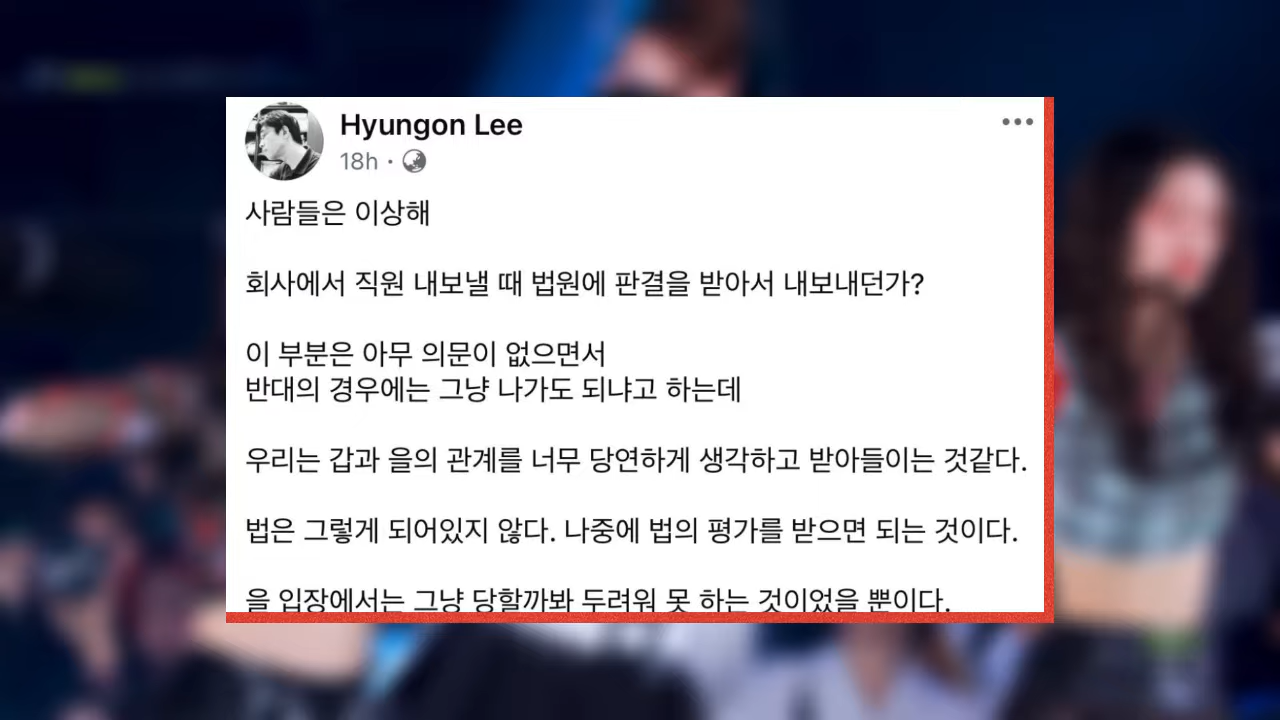 Hyungon Lee
18h ·
사람들은 이상해
회사에서 직원 내보낼 때 법원에 판결을 받아서 내보내던가?
이 부분은 아무 의문이 없으면서
반대의 경우에는 그냥 나가도 되냐고 하는데
우리는 갑과 을의 관계를 너무 당연하게 생각하고 받아들이는 것같다.
법은 그렇게 되어있지 않다. 나중에 법의 평가를 받으면 되는 것이다.
을 입장에서는 그냥 당할까봐 두려워 못 하는 것이었을 뿐이다.